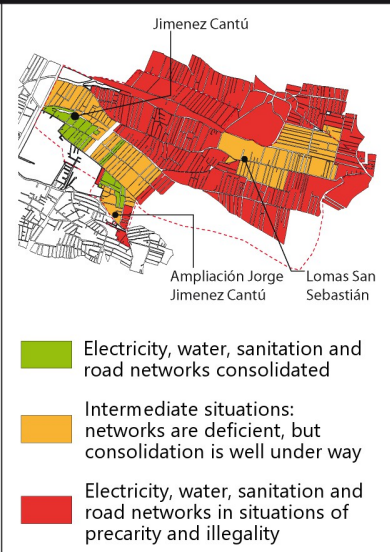 Jimenez Cantú
Ampliación Jorge
Jimenez Cantú
Lomas San
Sebastián
Electricity, water, sanitation and
road networks consolidated
Intermediate situations:
networks are deficient, but
consolidation is well under way
Electricity, water, sanitation and
road networks in situations of
precarity and illegality